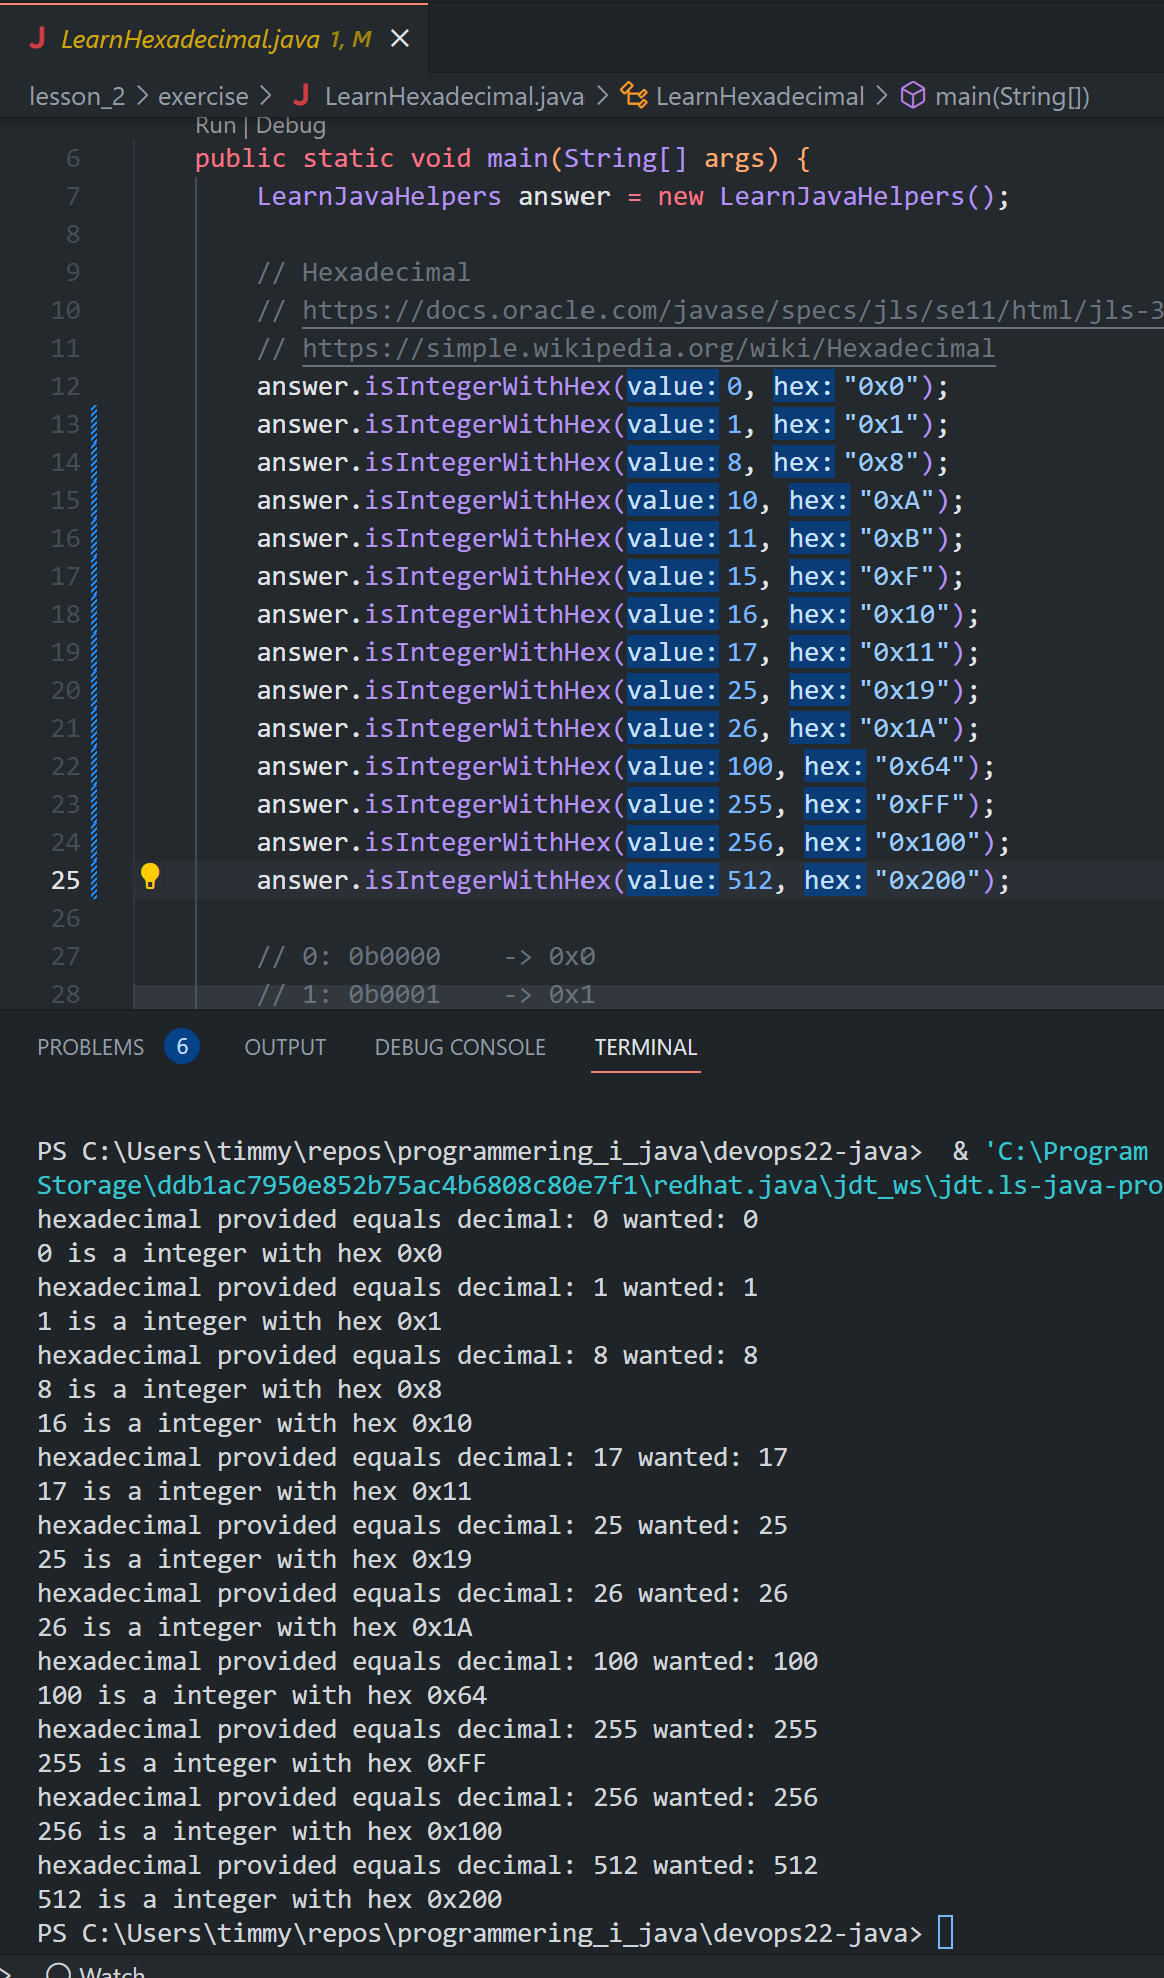 LearnHexadecimal.java 1, M
lesson_2 > exercise > LearnHexadecimal.java > LearnHexadecimal > main(String[])
Run | Debug
6 public static void main(String[] args) {
7 LearnJavaHelpers answer = new LearnJavaHelpers();
8
9 // Hexadecimal
10 // https://docs.oracle.com/javase/specs/jls/se11/html/jls-3
11 // https://simple.wikipedia.org/wiki/Hexadecimal
12 answer.isIntegerWithHex(value: 0, hex: "0x0");
13 answer.isIntegerWithHex(value: 1, hex: "0x1");
14 answer.isIntegerWithHex(value: 8, hex: "0x8");
15 answer.isIntegerWithHex(value: 10, hex: "0xA");
16 answer.isIntegerWithHex(value: 11, hex: "0xB");
17 answer.isIntegerWithHex(value: 15, hex: "0xF");
18 answer.isIntegerWithHex(value: 16, hex: "0x10");
19 answer.isIntegerWithHex(value: 17, hex: "0x11");
20 answer.isIntegerWithHex(value: 25, hex: "0x19");
21 answer.isIntegerWithHex(value: 26, hex: "0x1A");
22 answer.isIntegerWithHex(value: 100, hex: "0x64");
23 answer.isIntegerWithHex(value: 255, hex: "0xFF");
24 answer.isIntegerWithHex(value: 256, hex: "0x100");
25 answer.isIntegerWithHex(value: 512, hex: "0x200");
26
27 // 0: 0b0000 -> 0x0
28 // 1: 0b0001 -> 0x1
PROBLEMS 6 OUTPUT DEBUG CONSOLE TERMINAL
PS C:\Users\timmy\repos\programmering_i_java\devops22-java> & 'C:\Program
Storage\ddb1ac7950e852b75ac4b6808c80e7f1\redhat.java\jdt_ws\jdt.ls-java-pro
hexadecimal provided equals decimal: 0 wanted: 0
0 is a integer with hex 0x0
hexadecimal provided equals decimal: 1 wanted: 1
1 is a integer with hex 0x1
hexadecimal provided equals decimal: 8 wanted: 8
8 is a integer with hex 0x8
16 is a integer with hex 0x10
hexadecimal provided equals decimal: 17 wanted: 17
17 is a integer with hex 0x11
hexadecimal provided equals decimal: 25 wanted: 25
25 is a integer with hex 0x19
hexadecimal provided equals decimal: 26 wanted: 26
26 is a integer with hex 0x1A
hexadecimal provided equals decimal: 100 wanted: 100
100 is a integer with hex 0x64
hexadecimal provided equals decimal: 255 wanted: 255
255 is a integer with hex 0xFF
hexadecimal provided equals decimal: 256 wanted: 256
256 is a integer with hex 0x100
hexadecimal provided equals decimal: 512 wanted: 512
512 is a integer with hex 0x200
PS C:\Users\timmy\repos\programmering_i_java\devops22-java>
Watch